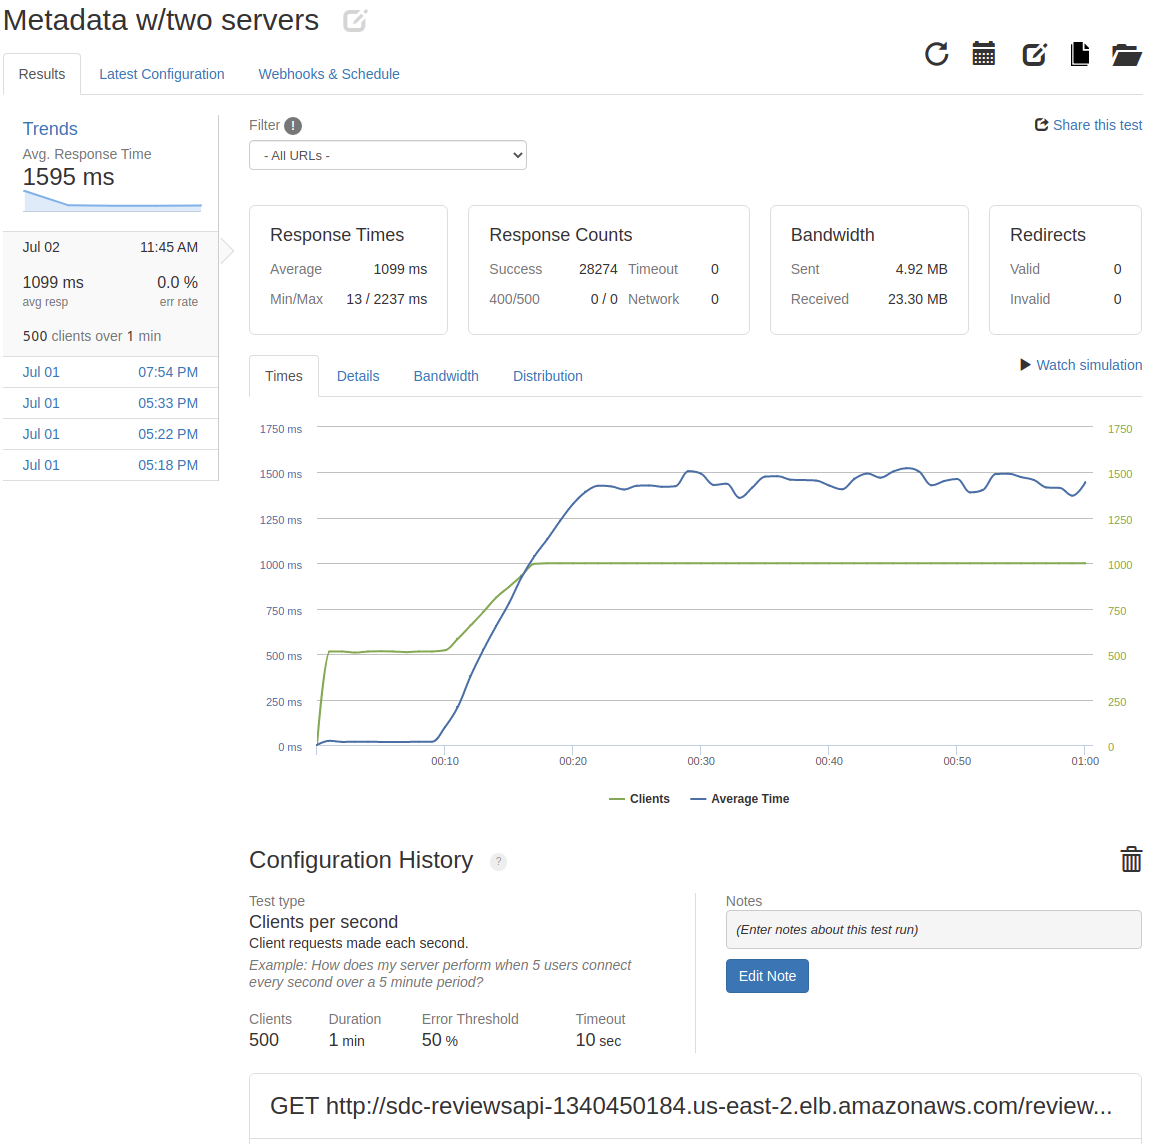 Metadata w/two servers
Results Latest Configuration Webhooks & Schedule
Trends
Avg. Response Time
1595 ms
Jul 02 11:45 AM
1099 ms 0.0 %
avg resp err rate
500 clients over 1 min
Jul 01 07:54 PM
Jul 01 05:33 PM
Jul 01 05:22 PM
Jul 01 05:18 PM
Filter !
Share this test
- All URLs -
Response Times
Average 1099 ms
Min/Max 13 / 2237 ms
Response Counts
Success 28274 Timeout 0
400/500 0 / 0 Network 0
Bandwidth
Sent 4.92 MB
Received 23.30 MB
Redirects
Valid 0
Invalid 0
Times Details Bandwidth Distribution
Watch simulation
1750 ms 1750
1500 ms 1500
1250 ms 1250
1000 ms 1000
750 ms 750
500 ms 500
250 ms 250
0 ms 0
00:10 00:20 00:30 00:40 00:50 01:00
Clients Average Time
Configuration History ?
Test type
Clients per second
Client requests made each second.
Example: How does my server perform when 5 users connect
every second over a 5 minute period?
Clients Duration Error Threshold Timeout
500 1 min 50 % 10 sec
Notes
(Enter notes about this test run)
Edit Note
GET http://sdc-reviewsapi-1340450184.us-east-2.elb.amazonaws.com/review...